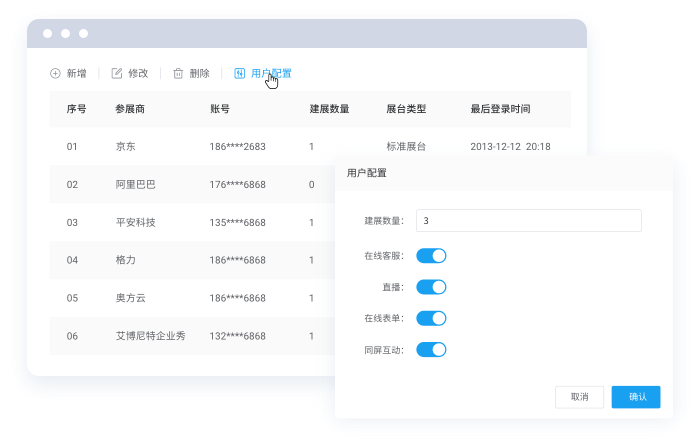 新增 修改 删除 用户配置
序号 参展商 账号 建展数量 展台类型 最后登录时间
01 京东 186****2683 1 标准展台 2013-12-12 20:18
02 阿里巴巴 176****6868 0
03 平安科技 135****6868 1
04 格力 186****6868 1
05 奥方云 186****6868 1
06 艾博尼特企业秀 132****6868 1
用户配置
建展数量： 3
在线客服：
直播：
在线表单：
同屏互动：
取消 确认